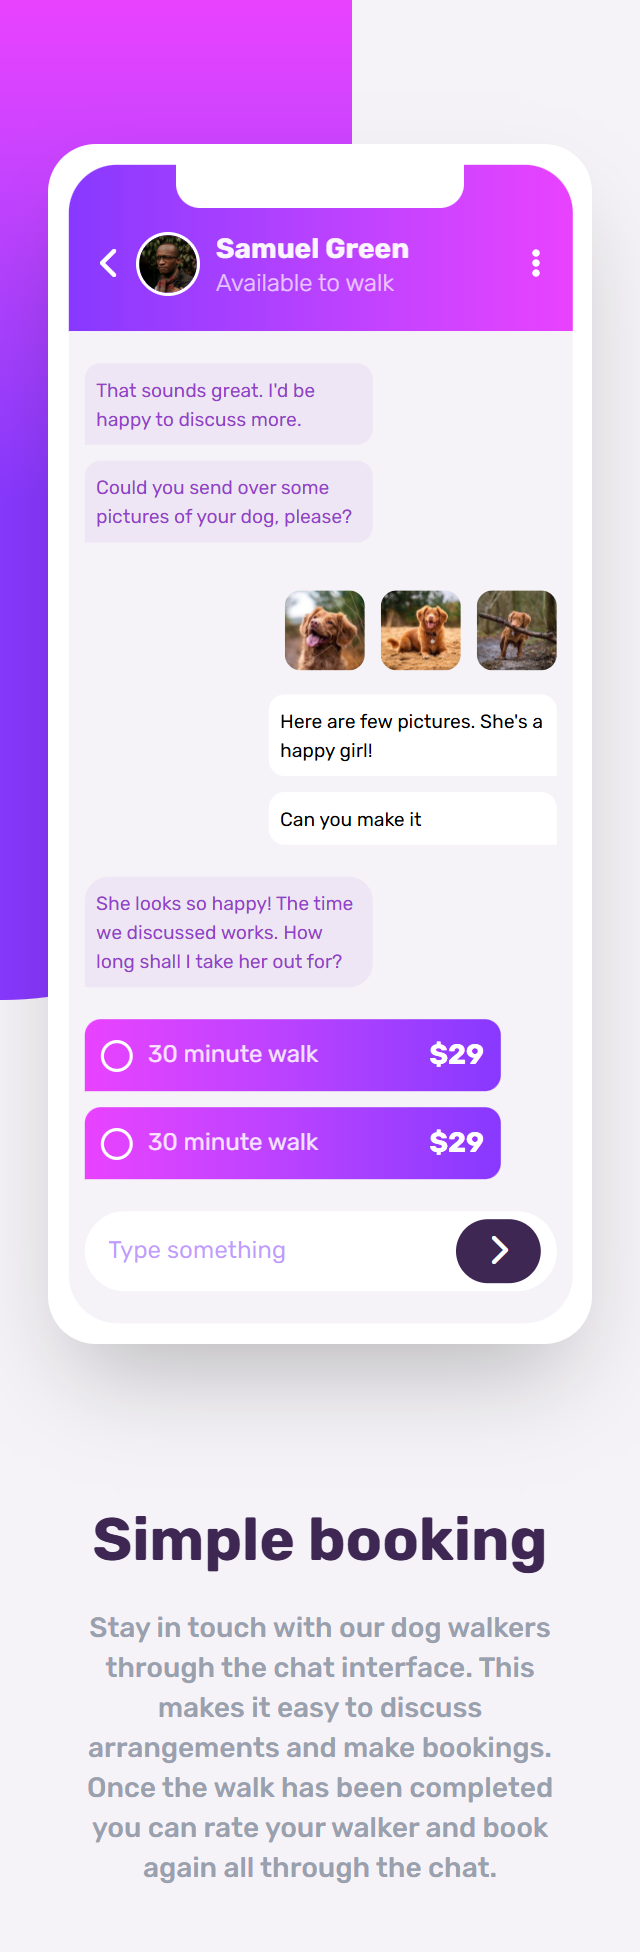 Samuel Green
Available to walk
That sounds great. I'd be
happy to discuss more.
Could you send over some
pictures of your dog, please?
Here are few pictures. She's a
happy girl!
Can you make it
She looks so happy! The time
we discussed works. How
long shall I take her out for?
30 minute walk $29
30 minute walk $29
Type something
Simple booking
Stay in touch with our dog walkers
through the chat interface. This
makes it easy to discuss
arrangements and make bookings.
Once the walk has been completed
you can rate your walker and book
again all through the chat.